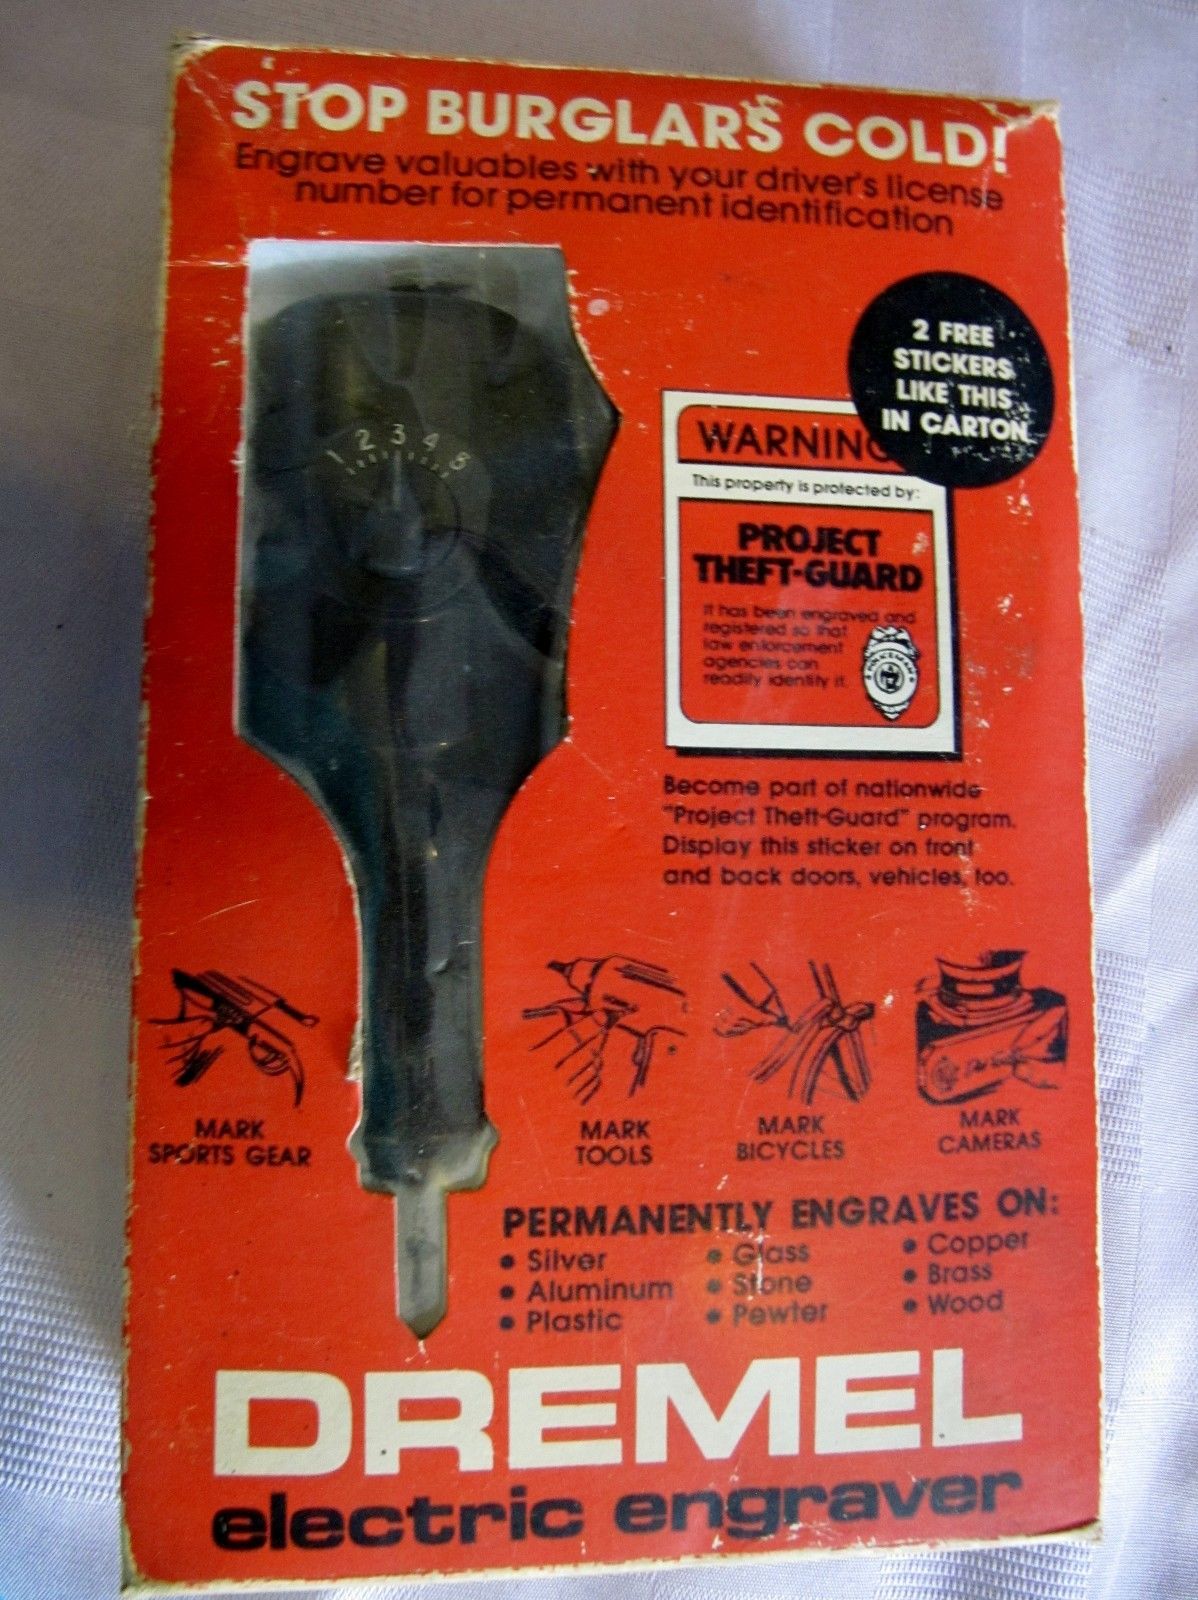 STOP BURGLARS COLD!
Engrave valuables with your driver's license
number for permanent identification
2 FREE
STICKERS
LIKE THIS
IN CARTON
1 2 3 4 5
WARNING
This property is protected by:
PROJECT
THEFT-GUARD
It has been engraved and
registered so that
law enforcement
agencies can
readily identify it.
POLICEMAN
Become part of nationwide
"Project Theft-Guard" program.
Display this sticker on front
and back doors, vehicles, too.
MARK
SPORTS GEAR
MARK
TOOLS
MARK
BICYCLES
MARK
CAMERAS
PERMANENTLY ENGRAVES ON:
• Silver
• Aluminum
• Plastic
• Glass
• Stone
• Pewter
• Copper
• Brass
• Wood
DREMEL
electric engraver